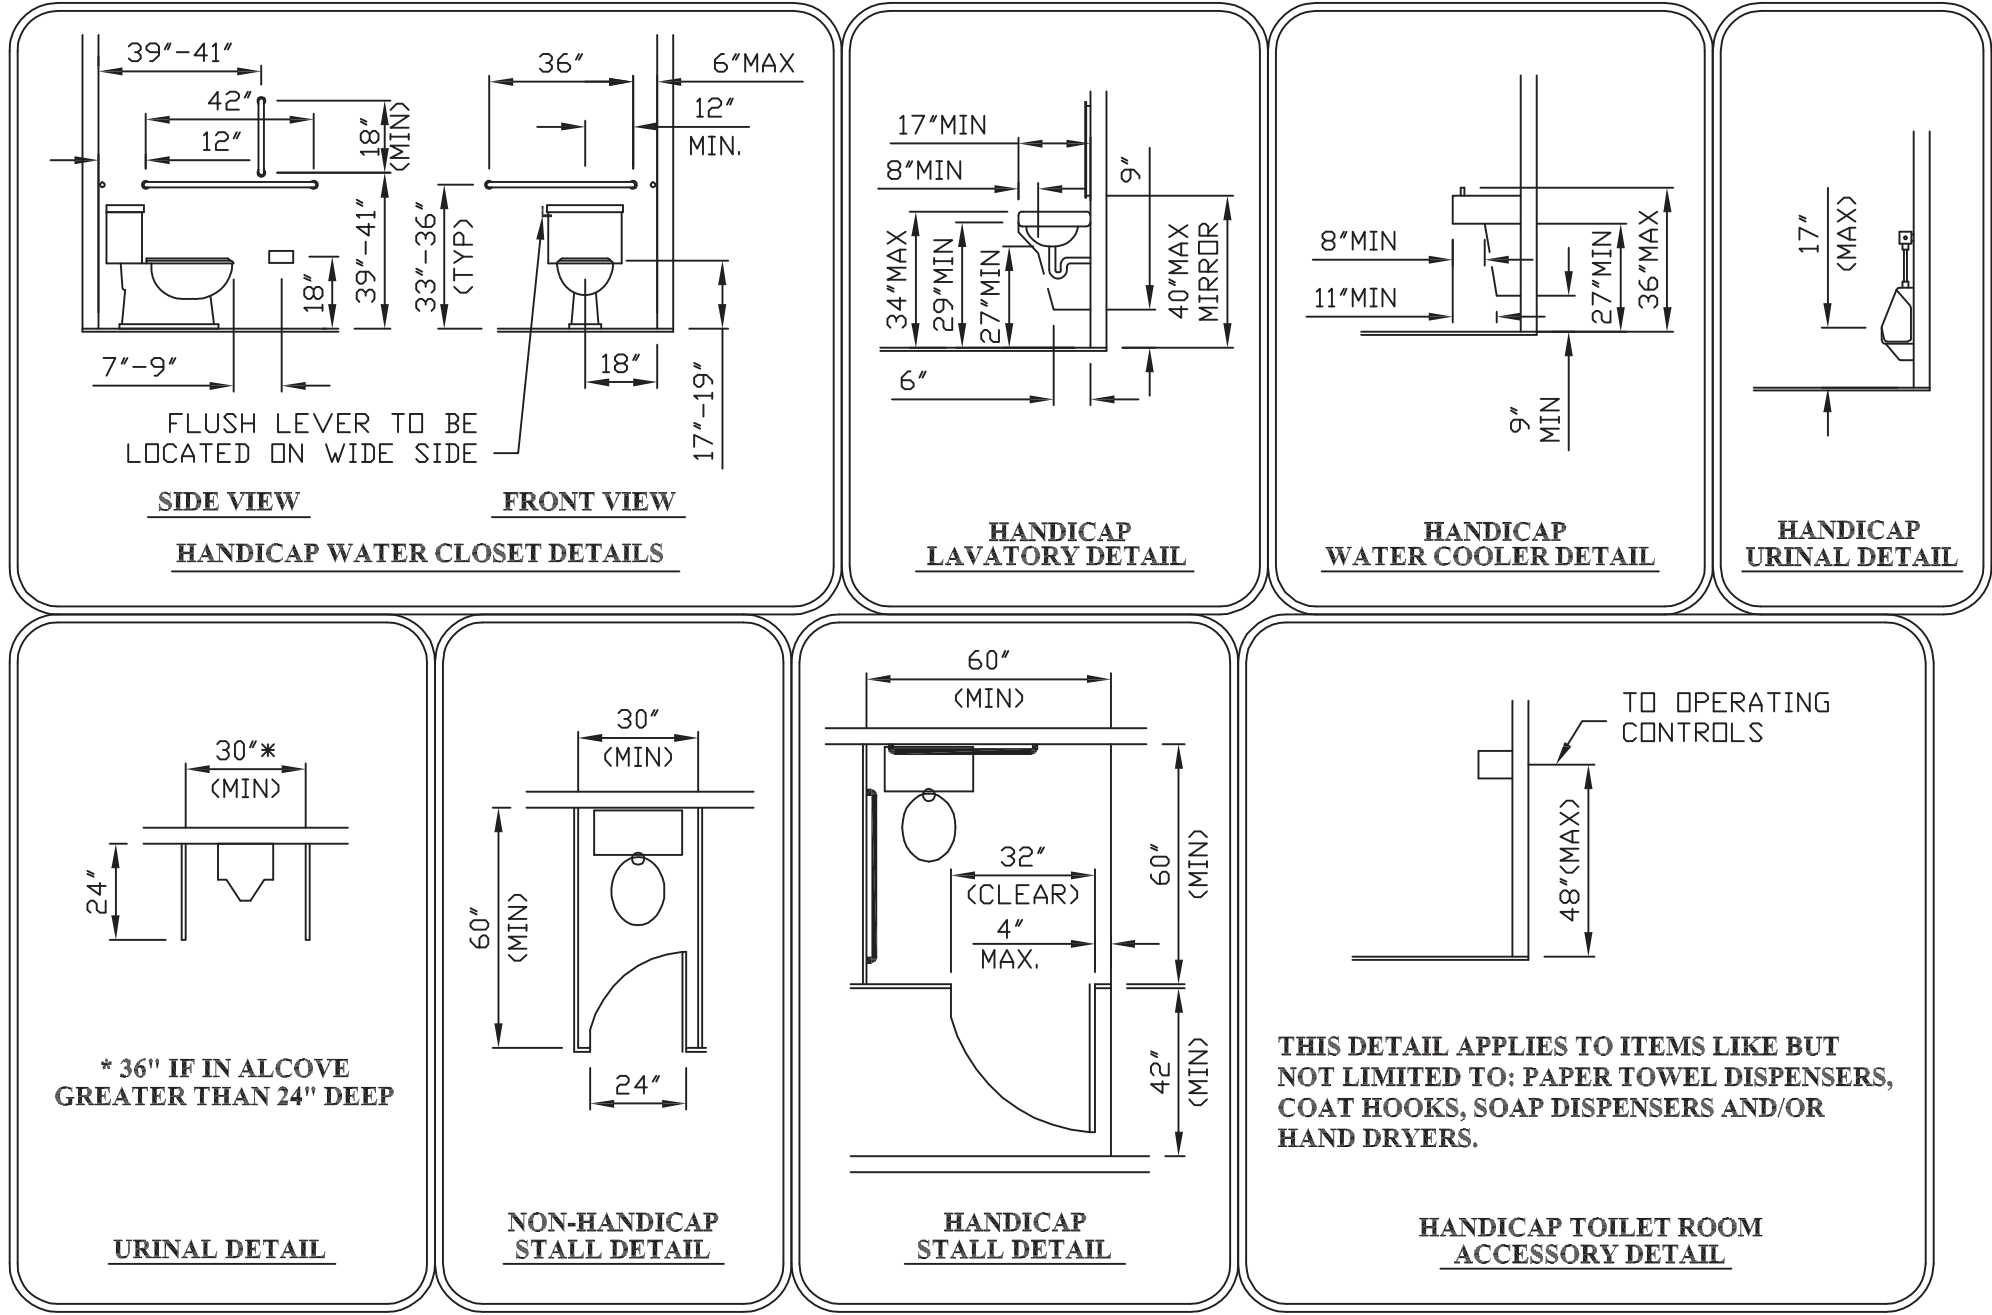 39"-41"
42"
12"
18"
(MIN)
39"-41"
18"
7"-9"
36"
6"MAX
12"
MIN.
33"-36"
(TYP)
18"
17"-19"
FLUSH LEVER TO BE
LOCATED ON WIDE SIDE
SIDE VIEW
FRONT VIEW
HANDICAP WATER CLOSET DETAILS
17"MIN
8"MIN
9"
34"MAX
29"MIN
27"MIN
40"MAX
MIRROR
6"
HANDICAP
LAVATORY DETAIL
8"MIN
11"MIN
27"MIN
36"MAX
9"
MIN
HANDICAP
WATER COOLER DETAIL
17"
(MAX)
HANDICAP
URINAL DETAIL
30"*
(MIN)
24"
* 36" IF IN ALCOVE
GREATER THAN 24" DEEP
URINAL DETAIL
30"
(MIN)
60"
(MIN)
24"
NON-HANDICAP
STALL DETAIL
60"
(MIN)
32"
(CLEAR)
4"
MAX.
60"
(MIN)
42"
(MIN)
HANDICAP
STALL DETAIL
TO OPERATING
CONTROLS
48"(MAX)
THIS DETAIL APPLIES TO ITEMS LIKE BUT
NOT LIMITED TO: PAPER TOWEL DISPENSERS,
COAT HOOKS, SOAP DISPENSERS AND/OR
HAND DRYERS.
HANDICAP TOILET ROOM
ACCESSORY DETAIL